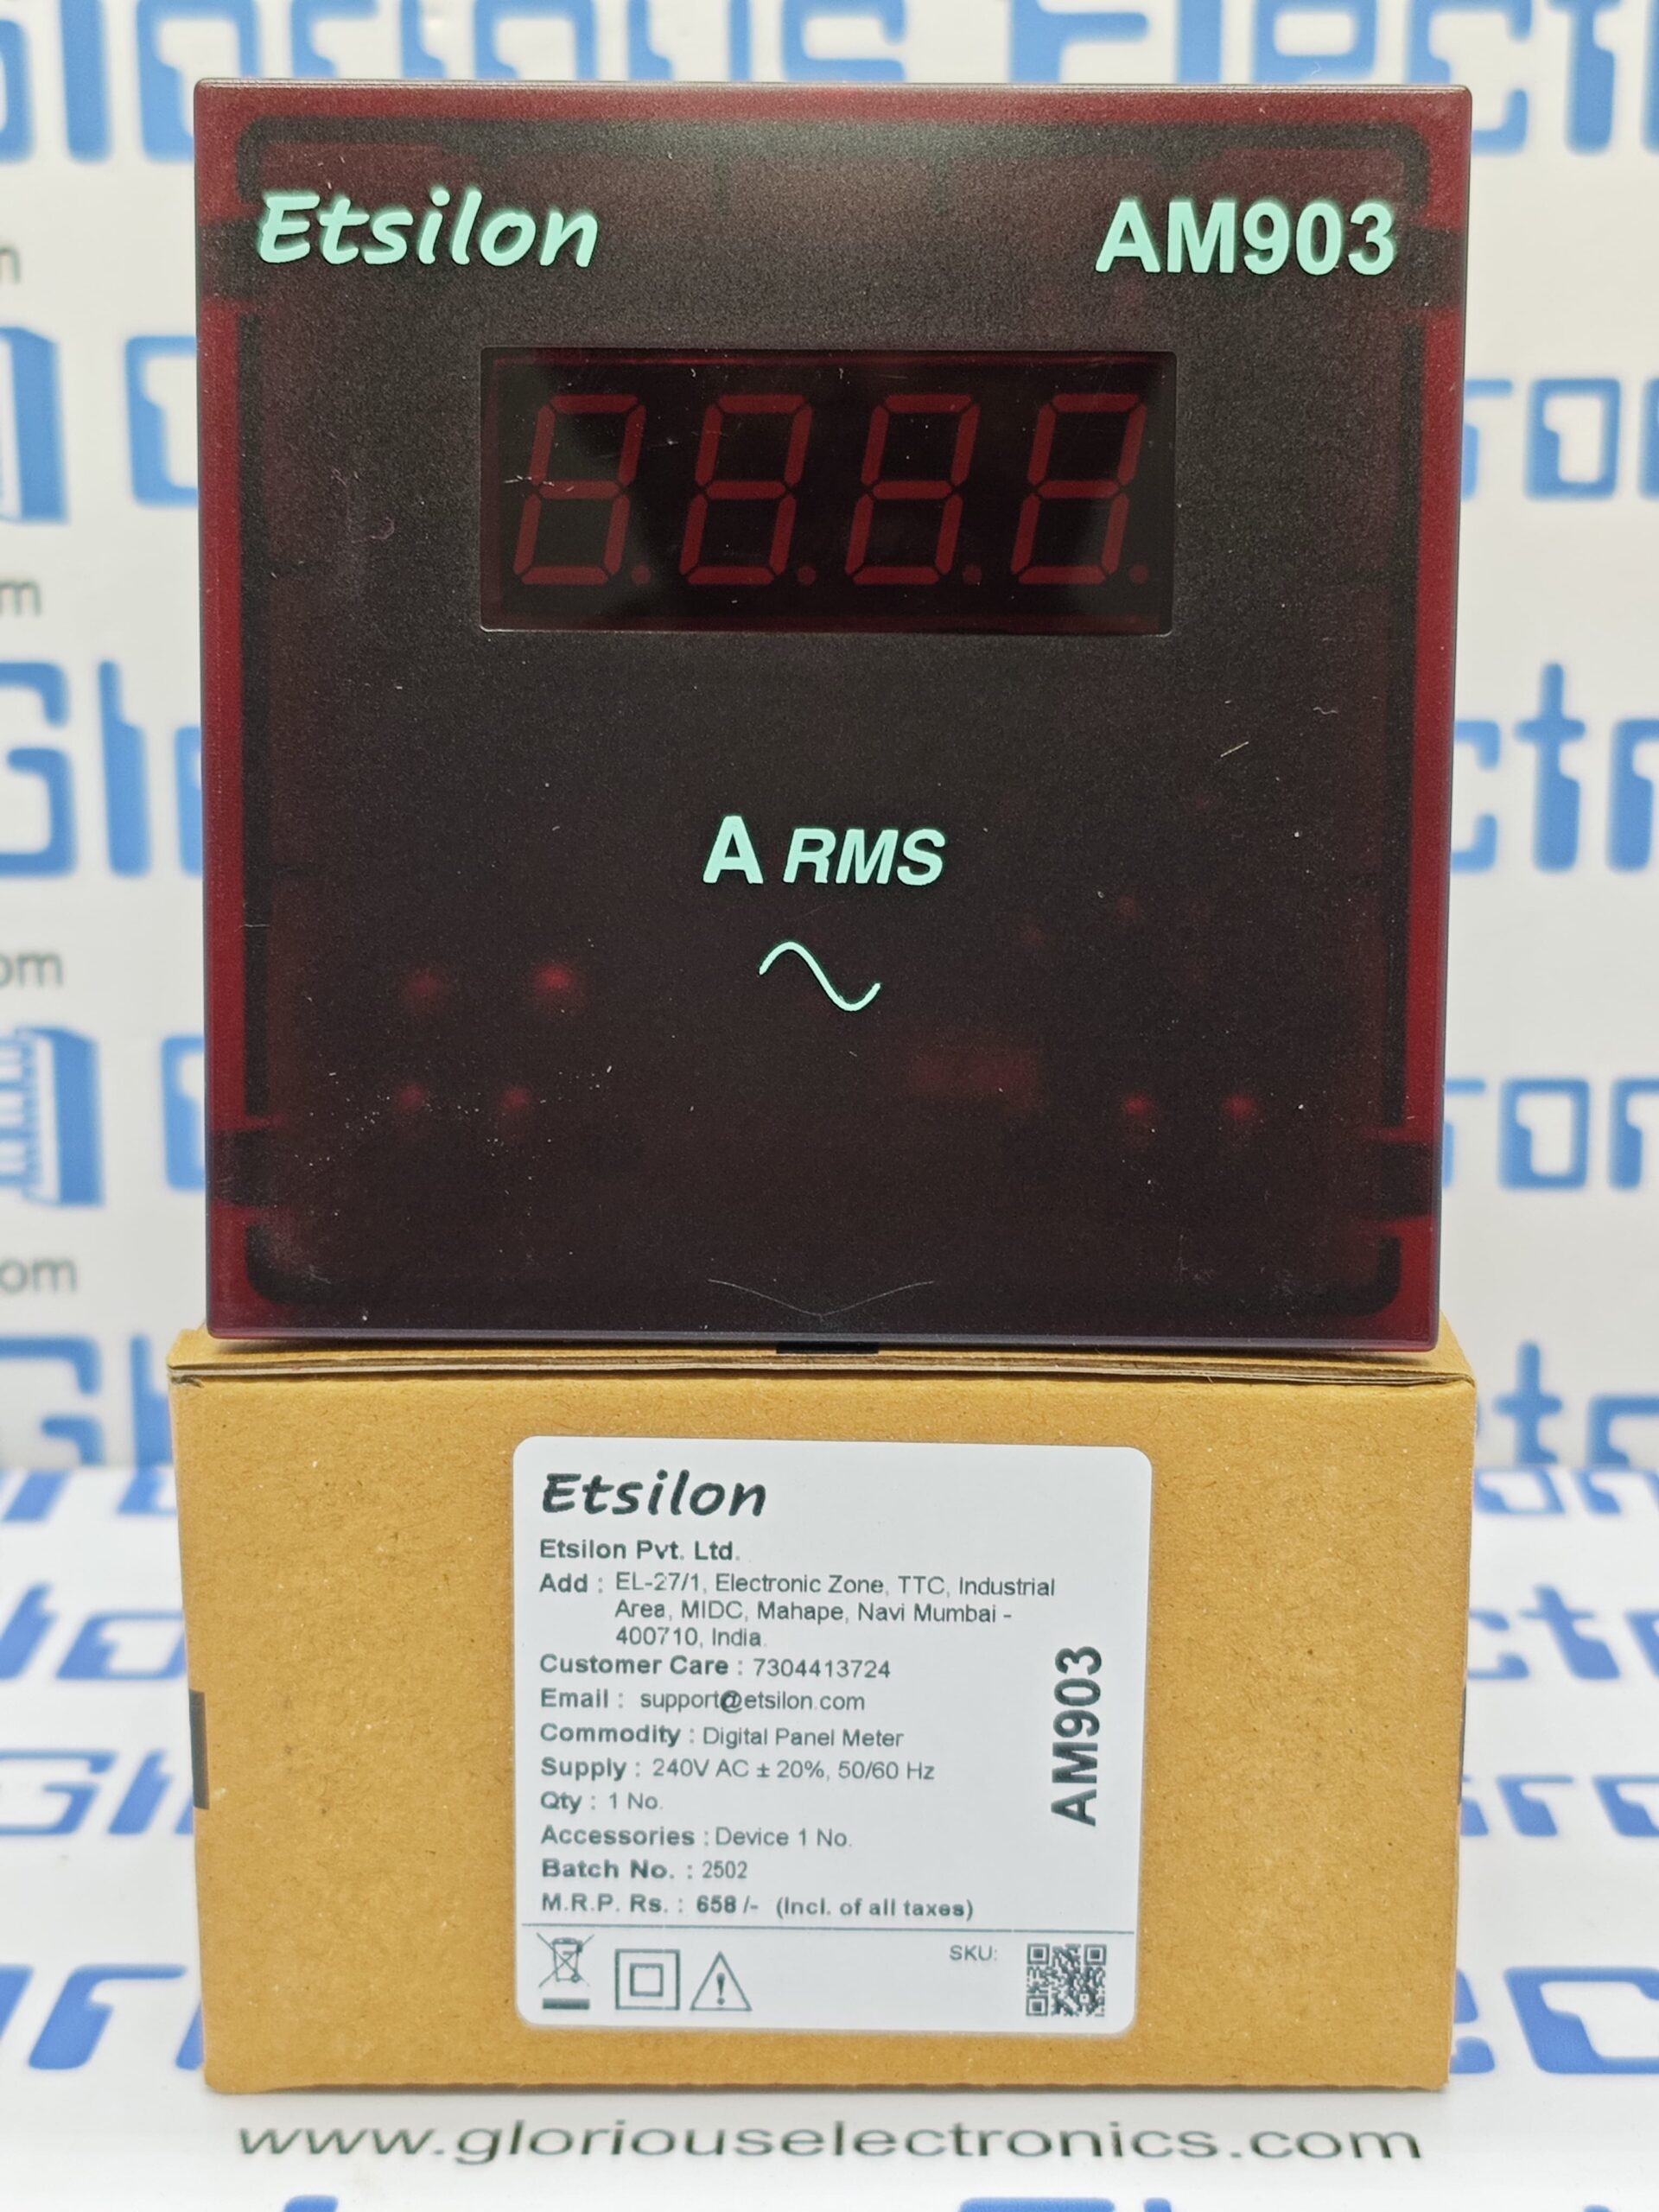 Glorious Elect
Etsilon
AM903
A RMS
Etsilon
Etsilon Pvt. Ltd.
Add : EL-27/1, Electronic Zone, TTC, Industrial
Area, MIDC, Mahape, Navi Mumbai -
400710, India.
Customer Care : 7304413724
Email : support@etsilon.com
Commodity : Digital Panel Meter
Supply : 240V AC ± 20%, 50/60 Hz
Qty : 1 No.
Accessories : Device 1 No.
Batch No. : 2502
M.R.P. Rs. : 658 /- (Incl. of all taxes)
AM903
SKU:
www.gloriouselectronics.com